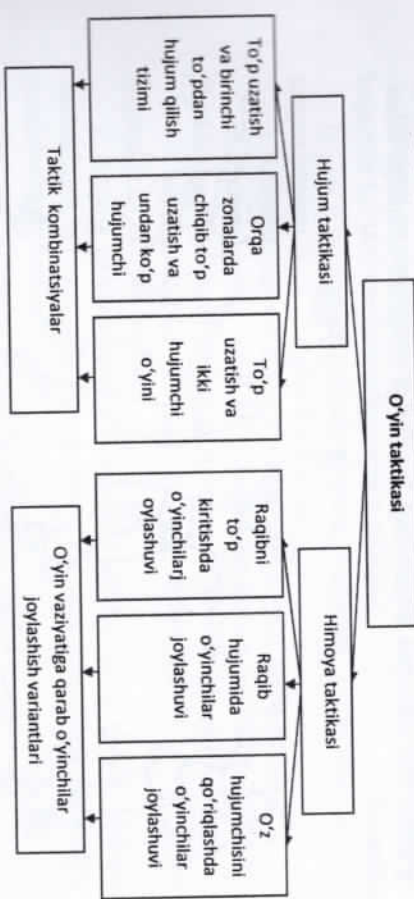 O‘yin taktikasi
Hujum taktikasi
Himoya taktikasi
To‘p uzatish
va birinchi
to‘pdan
hujum qilish
tizimi
Orqa
zonalarda
chiqib to‘p
uzatish va
undan ko‘p
hujumchi
To‘p
uzatish va
ikki
hujumchi
o‘yini
Raqibni
to‘p
kiritishda
o‘yinchilarj
oylashuvi
Raqib
hujumida
o‘yinchilar
joylashuvi
O‘z
hujumchisini
qo‘riqlashda
o‘yinchilar
joylashuvi
Taktik kombinatsiyalar
O‘yin vaziyatiga qarab o‘yinchilar
joylashish variantlari